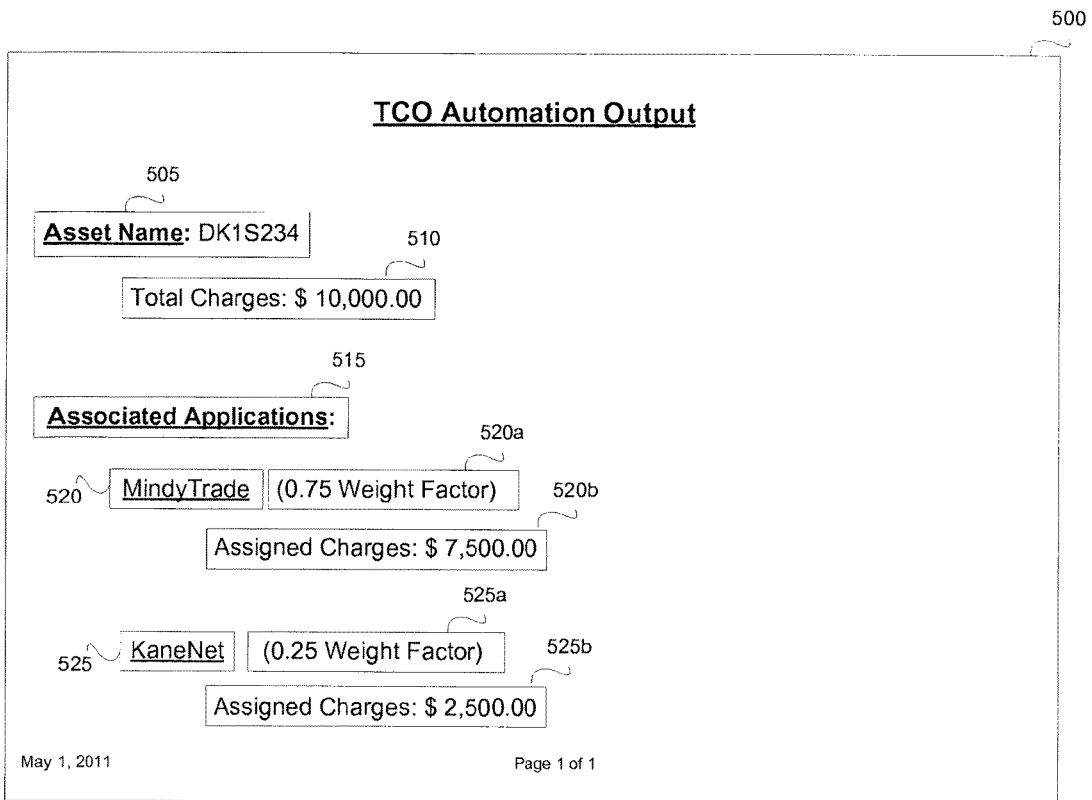 500
TCO Automation Output
505
Asset Name: DK1S234
510
Total Charges: $ 10,000.00
515
Associated Applications:
520a
520 MindyTrade (0.75 Weight Factor)
520b
Assigned Charges: $ 7,500.00
525a
525 KaneNet (0.25 Weight Factor)
525b
Assigned Charges: $ 2,500.00
May 1, 2011 Page 1 of 1